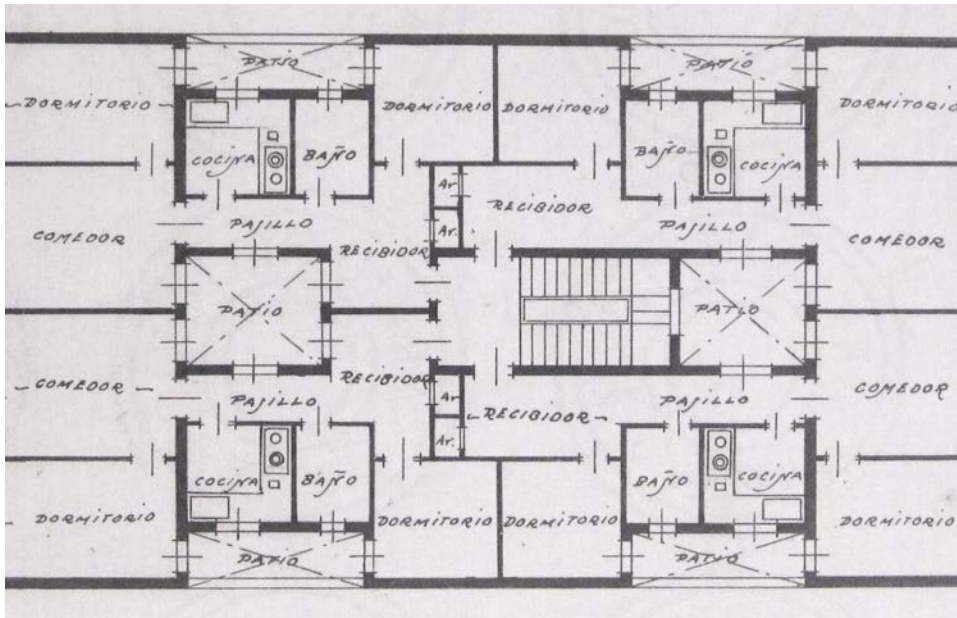 PATIO PATIO
DORMITORIO DORMITORIO DORMITORIO DORMITORIO
COCINA BAÑO BAÑO COCINA
Ar.
RECIBIDOR
PASILLO Ar. PASILLO
COMEDOR RECIBIDOR COMEDOR
PATIO PATIO
COMEDOR RECIBIDOR COMEDOR
PASILLO Ar PASILLO
RECIBIDOR
Ar.
COCINA BAÑO BAÑO COCINA
DORMITORIO DORMITORIO DORMITORIO DORMITORIO
PATIO PATIO